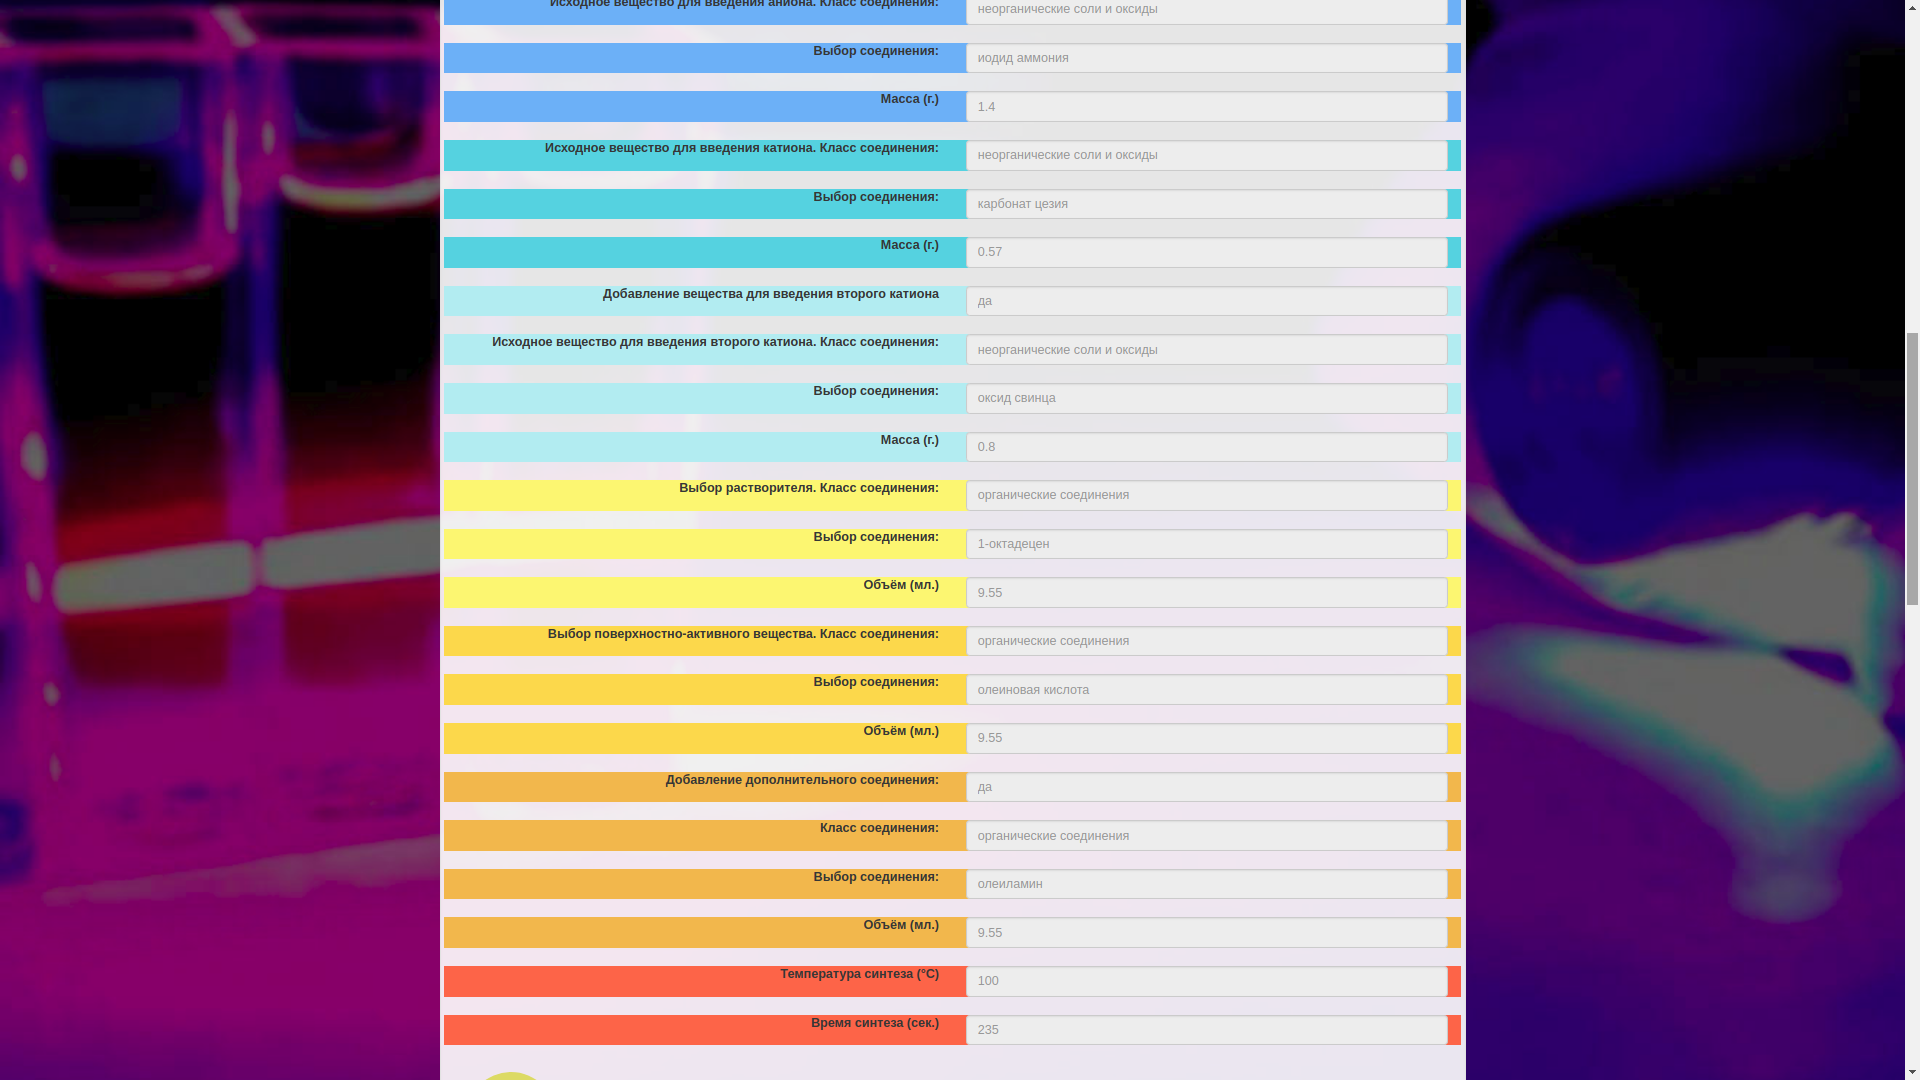 Исходное вещество для введения аниона. Класс соединения: неорганические соли и оксиды
Выбор соединения: иодид аммония
Масса (г.) 1.4
Исходное вещество для введения катиона. Класс соединения: неорганические соли и оксиды
Выбор соединения: карбонат цезия
Масса (г.) 0.57
Добавление вещества для введения второго катиона да
Исходное вещество для введения второго катиона. Класс соединения: неорганические соли и оксиды
Выбор соединения: оксид свинца
Масса (г.) 0.8
Выбор растворителя. Класс соединения: органические соединения
Выбор соединения: 1-октадецен
Объём (мл.) 9.55
Выбор поверхностно-активного вещества. Класс соединения: органические соединения
Выбор соединения: олеиновая кислота
Объём (мл.) 9.55
Добавление дополнительного соединения: да
Класс соединения: органические соединения
Выбор соединения: олеиламин
Объём (мл.) 9.55
Температура синтеза (°C) 100
Время синтеза (сек.) 235